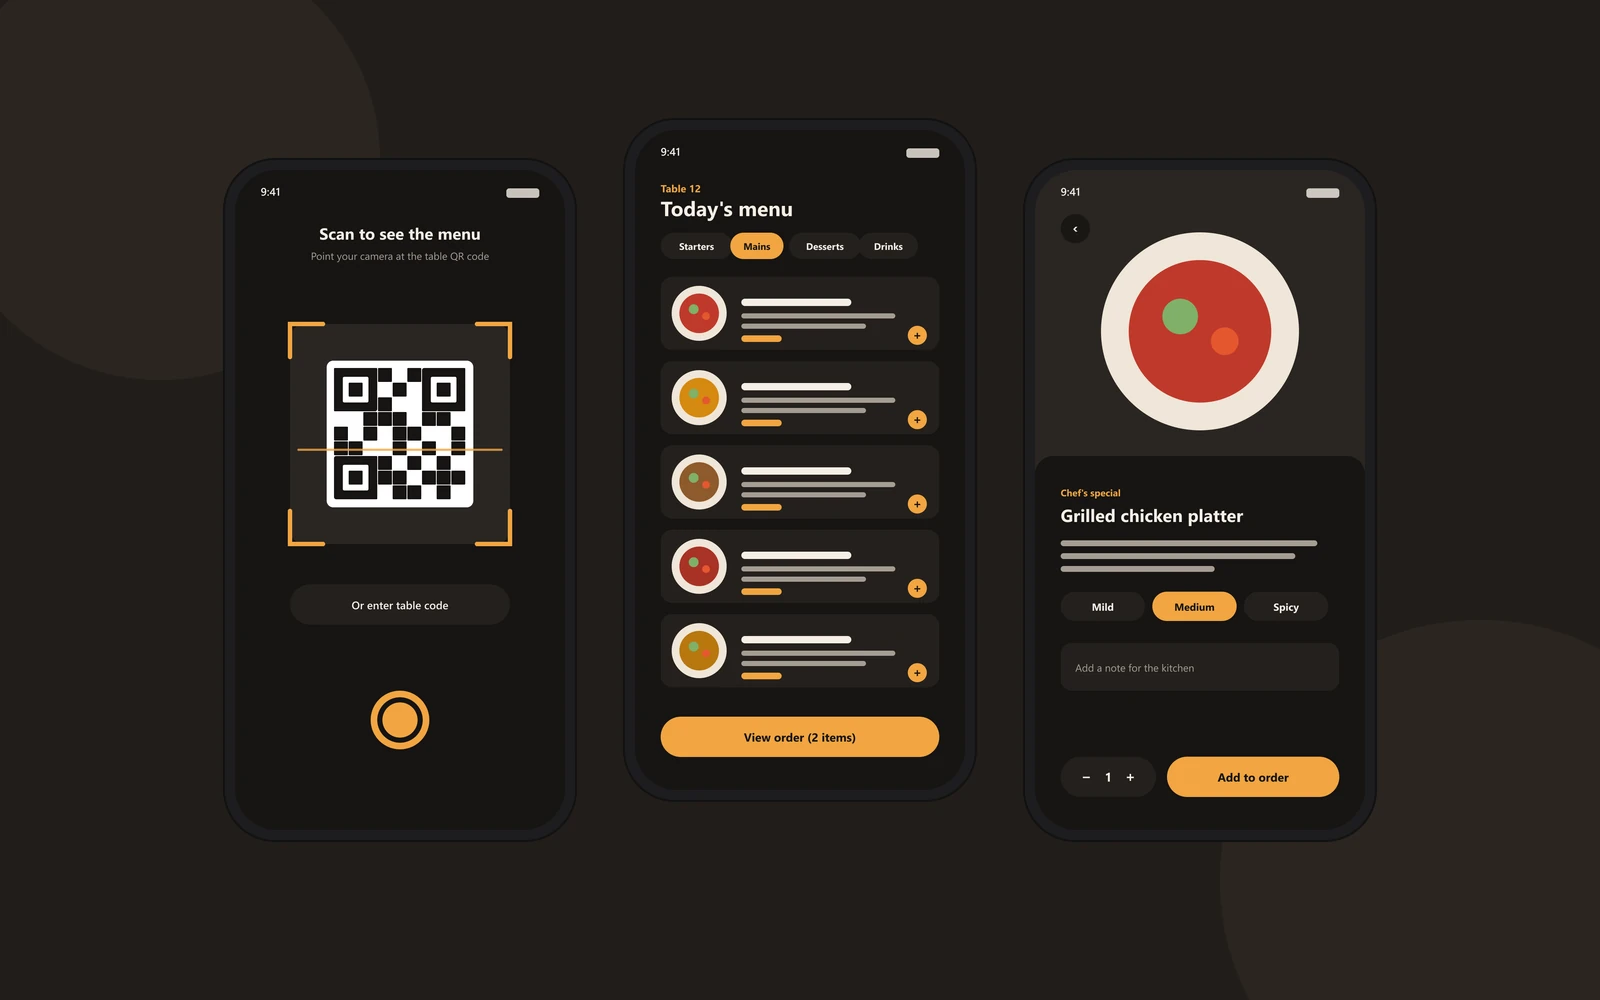 9:41
Scan to see the menu
Point your camera at the table QR code
Or enter table code
9:41
Table 12
Today's menu
Starters Mains Desserts Drinks
+
+
+
+
+
View order (2 items)
9:41
‹
Chef's special
Grilled chicken platter
Mild Medium Spicy
Add a note for the kitchen
− 1 + Add to order